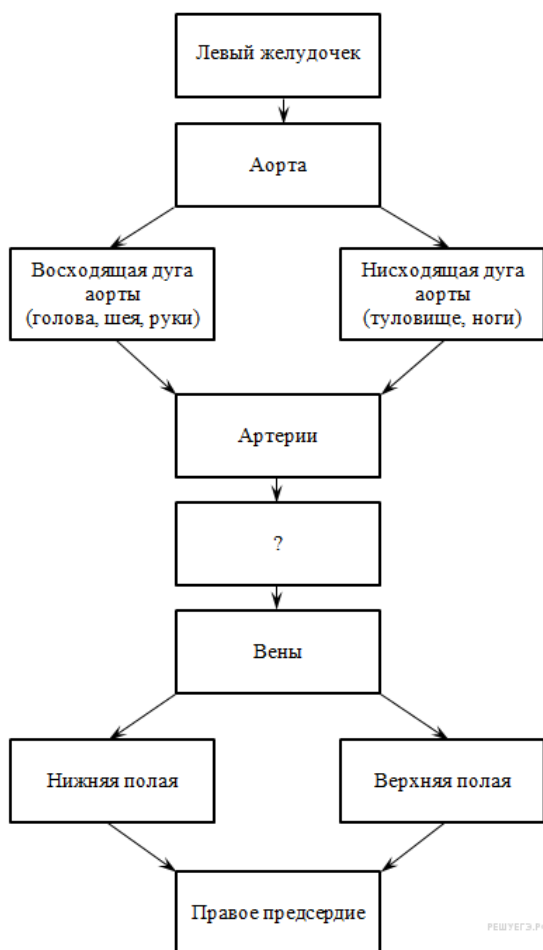 Левый желудочек
Аорта
Восходящая дуга
аорты
(голова, шея, руки)
Нисходящая дуга
аорты
(туловище, ноги)
Артерии
?
Вены
Нижняя полая
Верхняя полая
Правое предсердие